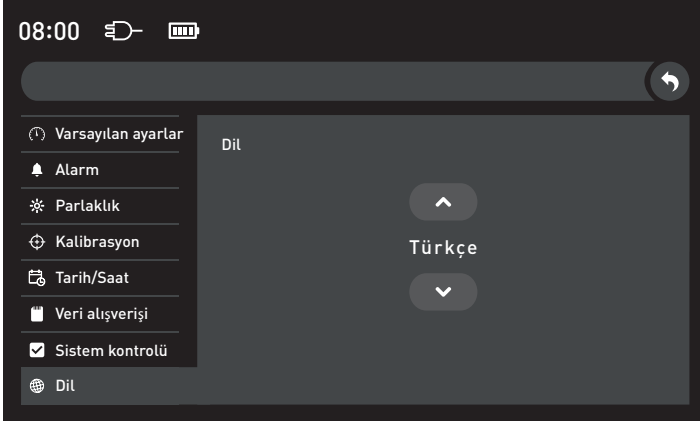 08:00
Varsayılan ayarlar
Alarm
Parlaklık
Kalibrasyon
Tarih/Saat
Veri alışverişi
Sistem kontrolü
Dil
Dil
Türkçe